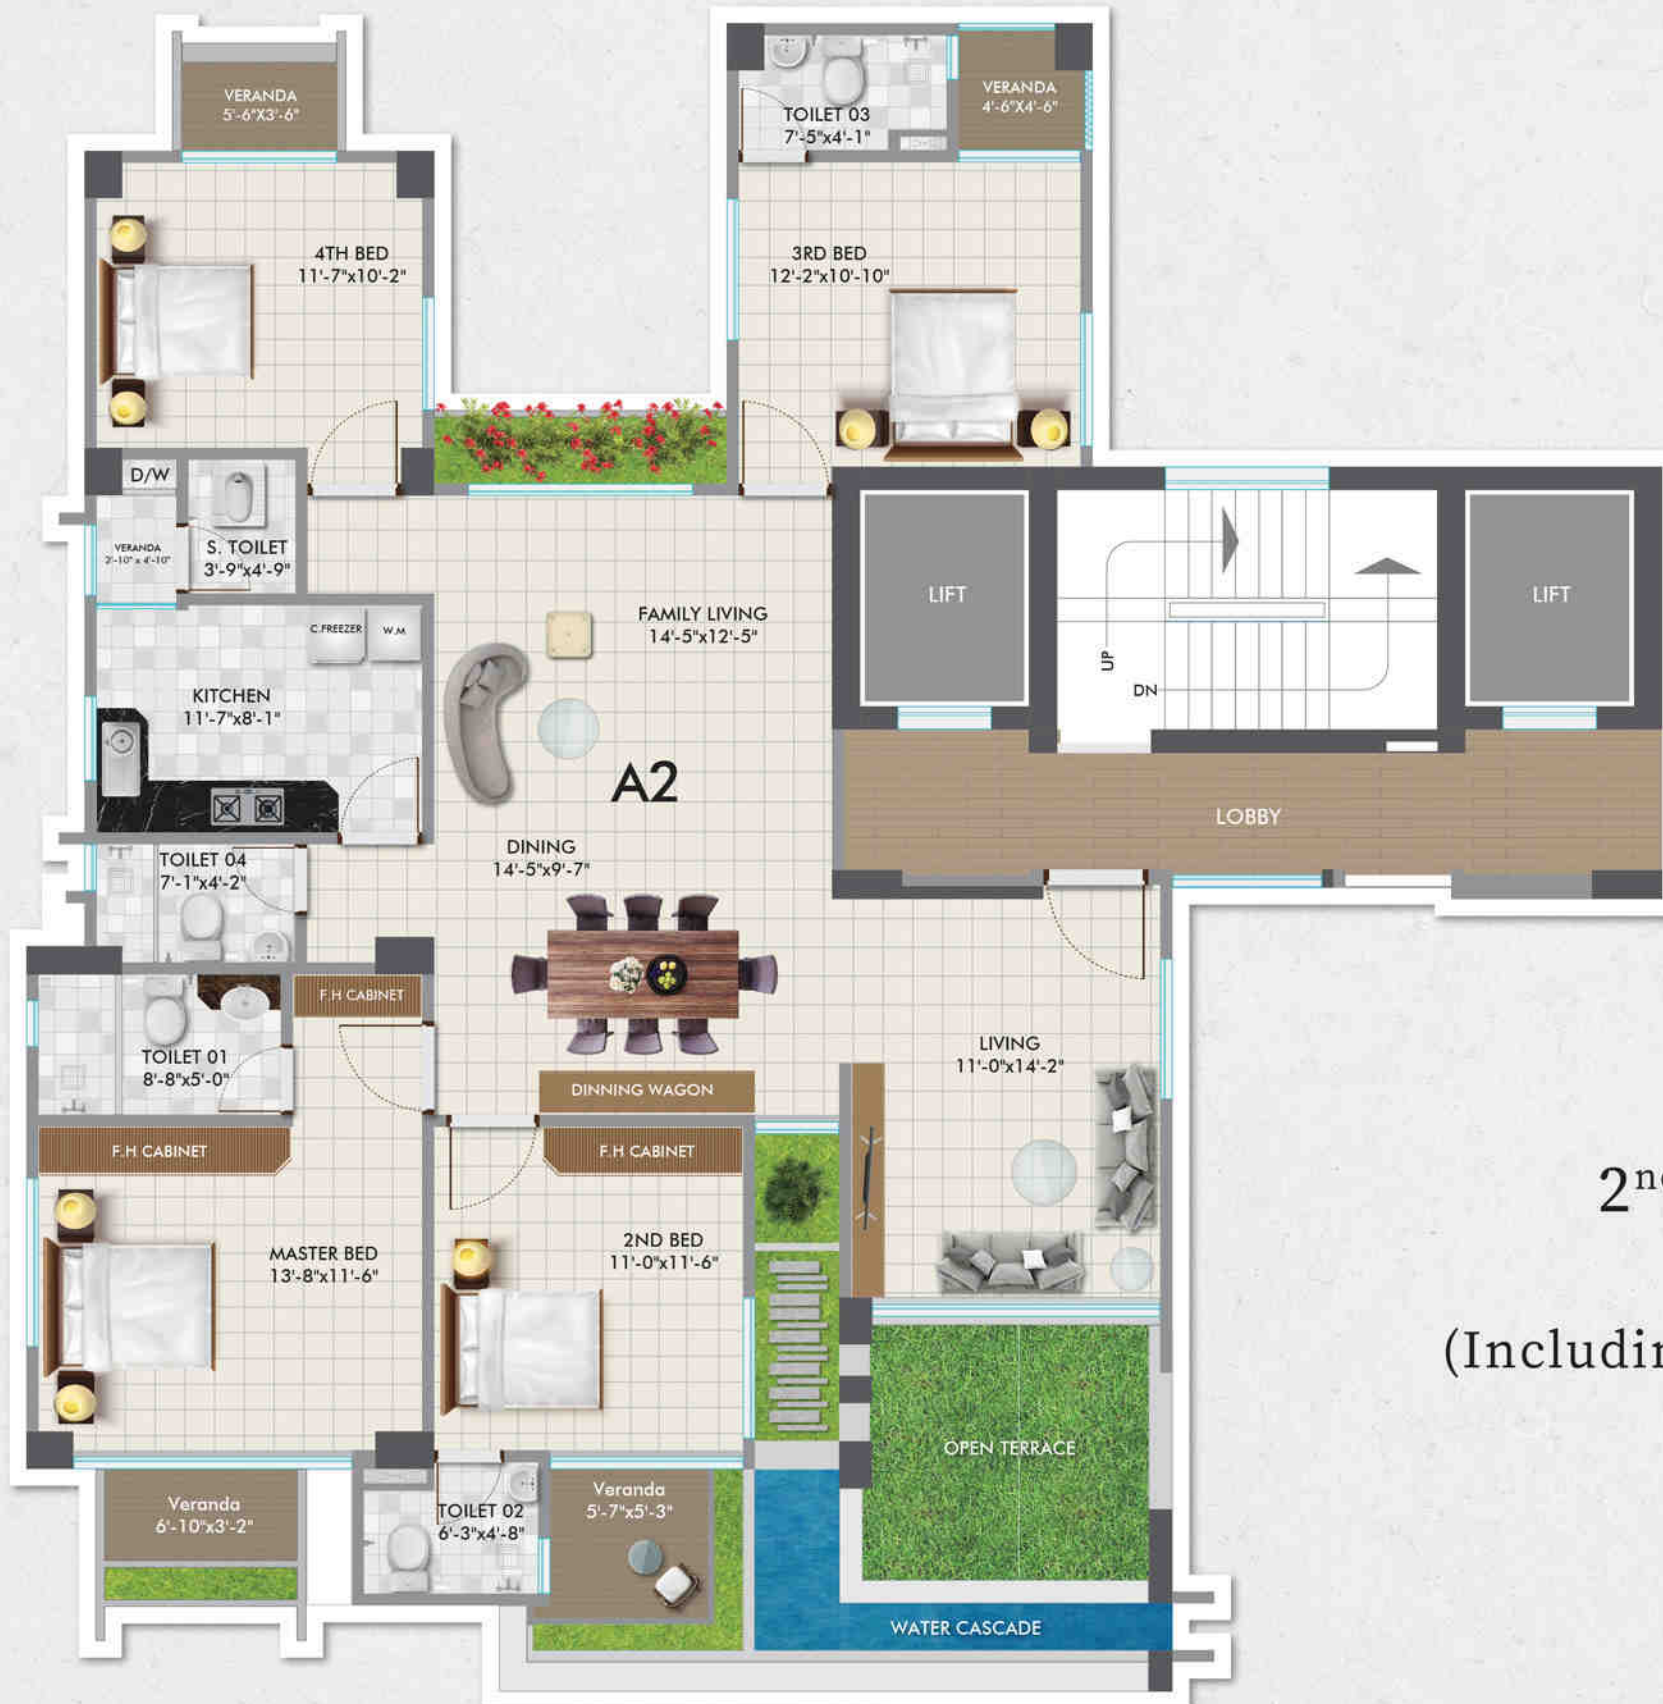 VERANDA
5'-6"X3'-6"
TOILET 03
7'-5"x4'-1"
VERANDA
4'-6"X4'-6"
4TH BED
11'-7"x10'-2"
3RD BED
12'-2"x10'-10"
D/W
VERANDA
2'-10" x 4'-10"
S. TOILET
3'-9"x4'-9"
FAMILY LIVING
14'-5"x12'-5"
LIFT
UP
DN
LIFT
C.FREEZER
W.M
KITCHEN
11'-7"x8'-1"
A2
LOBBY
DINING
14'-5"x9'-7"
TOILET 04
7'-1"x4'-2"
F.H CABINET
TOILET 01
8'-8"x5'-0"
LIVING
11'-0"x14'-2"
DINNING WAGON
F.H CABINET
F.H CABINET
MASTER BED
13'-8"x11'-6"
2ND BED
11'-0"x11'-6"
2n
(Includin
OPEN TERRACE
Veranda
6'-10"x3'-2"
TOILET 02
6'-3"x4'-8"
Veranda
5'-7"x5'-3"
WATER CASCADE